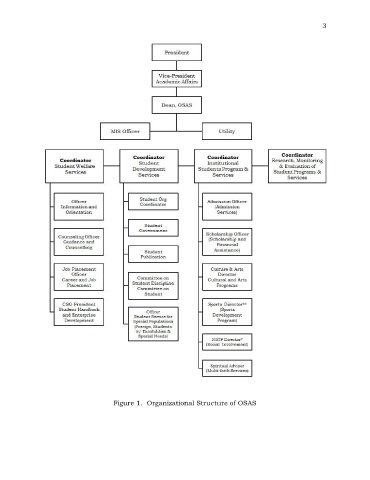 3
President
Vice-President
Academic Affairs
Dean, OSAS
MIS Officer
Utility
Coordinator
Student Welfare
Services
Coordinator
Student
Development
Services
Coordinator
Institutional
Students Program &
Services
Coordinator
Research, Monitoring
& Evaluation of
Student Programs &
Services
Officer
Information and
Orientation
Counseling Officer
Guidance and
Counselling
Job Placement
Officer
Career and Job
Placement
CSG President
Student Handbook
and Enterprise
Development
Student Org
Coordinator
Student
Government
Student
Publication
Committee on
Student Discipline
Committee on
Student
Officer
Student Service for
Special Populations
(Foreign, Students
w/ Disabilities &
Special Needs)
Admission Officer
(Admission
Services)
Scholarship Officer
(Scholarship and
Financial
Assistance)
Culture & Arts
Director
Cultural and Arts
Programs
Sports Director**
(Sports
Development
Program)
Director*
(Social Involvement)
Spiritual Adviser
(Multi-faith Services)
Figure 1. Organizational Structure of OSAS